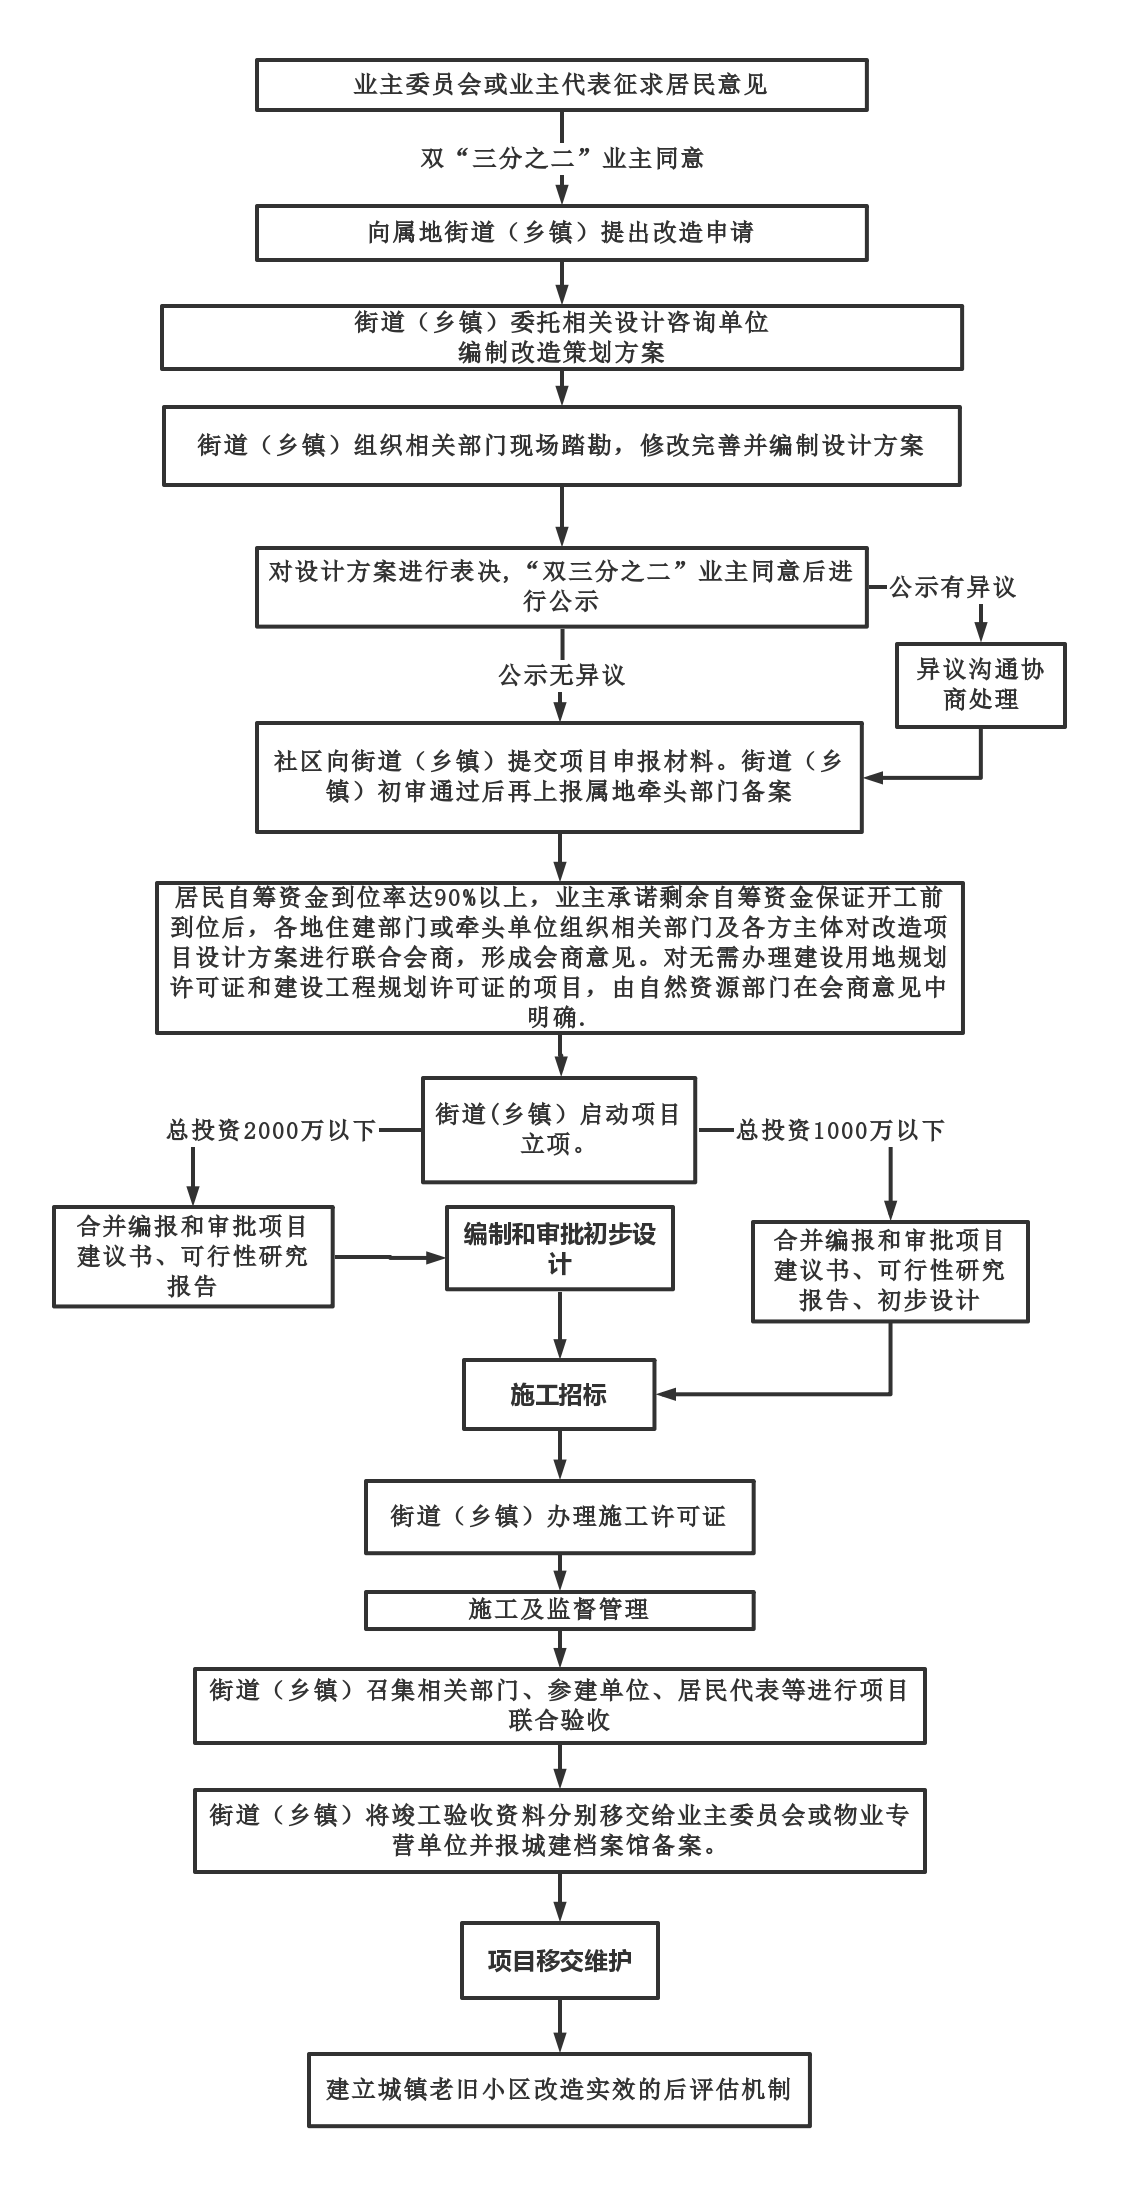 业主委员会或业主代表征求居民意见
双“三分之二”业主同意
向属地街道（乡镇）提出改造申请
街道（乡镇）委托相关设计咨询单位
编制改造策划方案
街道（乡镇）组织相关部门现场踏勘，修改完善并编制设计方案
对设计方案进行表决,“双三分之二”业主同意后进
行公示
公示有异议
异议沟通协
商处理
公示无异议
社区向街道（乡镇）提交项目申报材料。街道（乡
镇）初审通过后再上报属地牵头部门备案
居民自筹资金到位率达90%以上，业主承诺剩余自筹资金保证开工前
到位后，各地住建部门或牵头单位组织相关部门及各方主体对改造项
目设计方案进行联合会商，形成会商意见。对无需办理建设用地规划
许可证和建设工程规划许可证的项目，由自然资源部门在会商意见中
明确.
街道(乡镇）启动项目
立项。
总投资2000万以下
总投资1000万以下
合并编报和审批项目
建议书、可行性研究
报告
编制和审批初步设
计
合并编报和审批项目
建议书、可行性研究
报告、初步设计
施工招标
街道（乡镇）办理施工许可证
施工及监督管理
街道（乡镇）召集相关部门、参建单位、居民代表等进行项目
联合验收
街道（乡镇）将竣工验收资料分别移交给业主委员会或物业专
营单位并报城建档案馆备案。
项目移交维护
建立城镇老旧小区改造实效的后评估机制